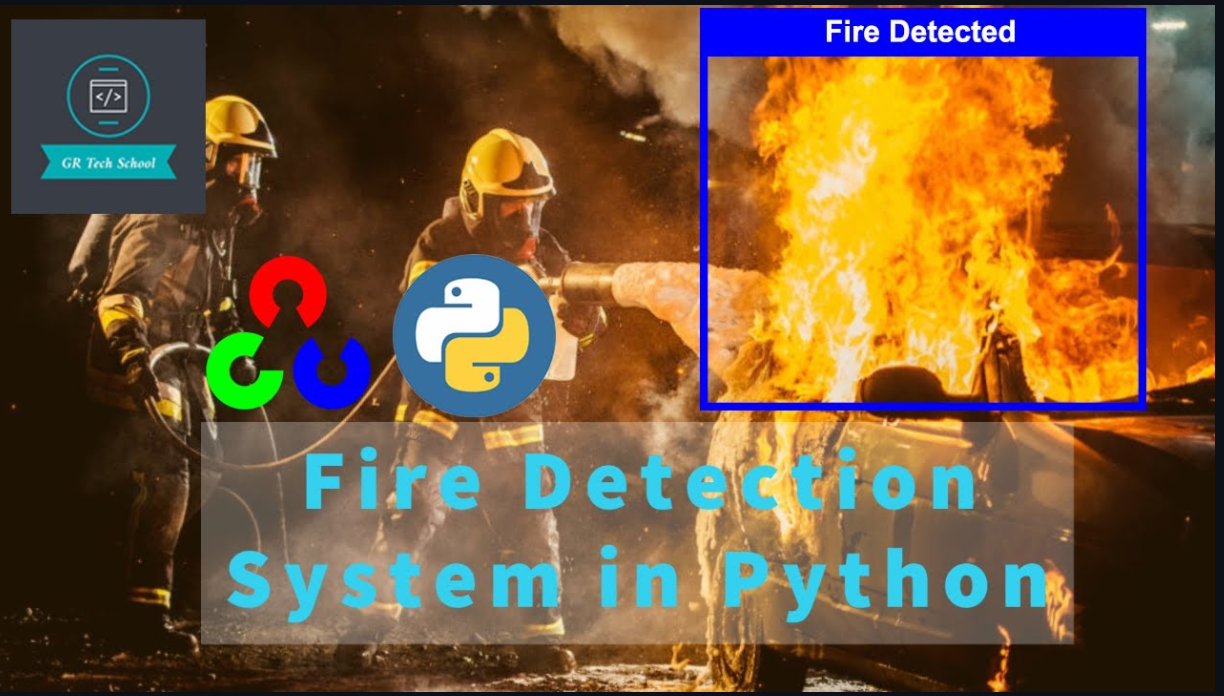 Fire Detected
</>
GR Tech School
Fire Detection
System in Python